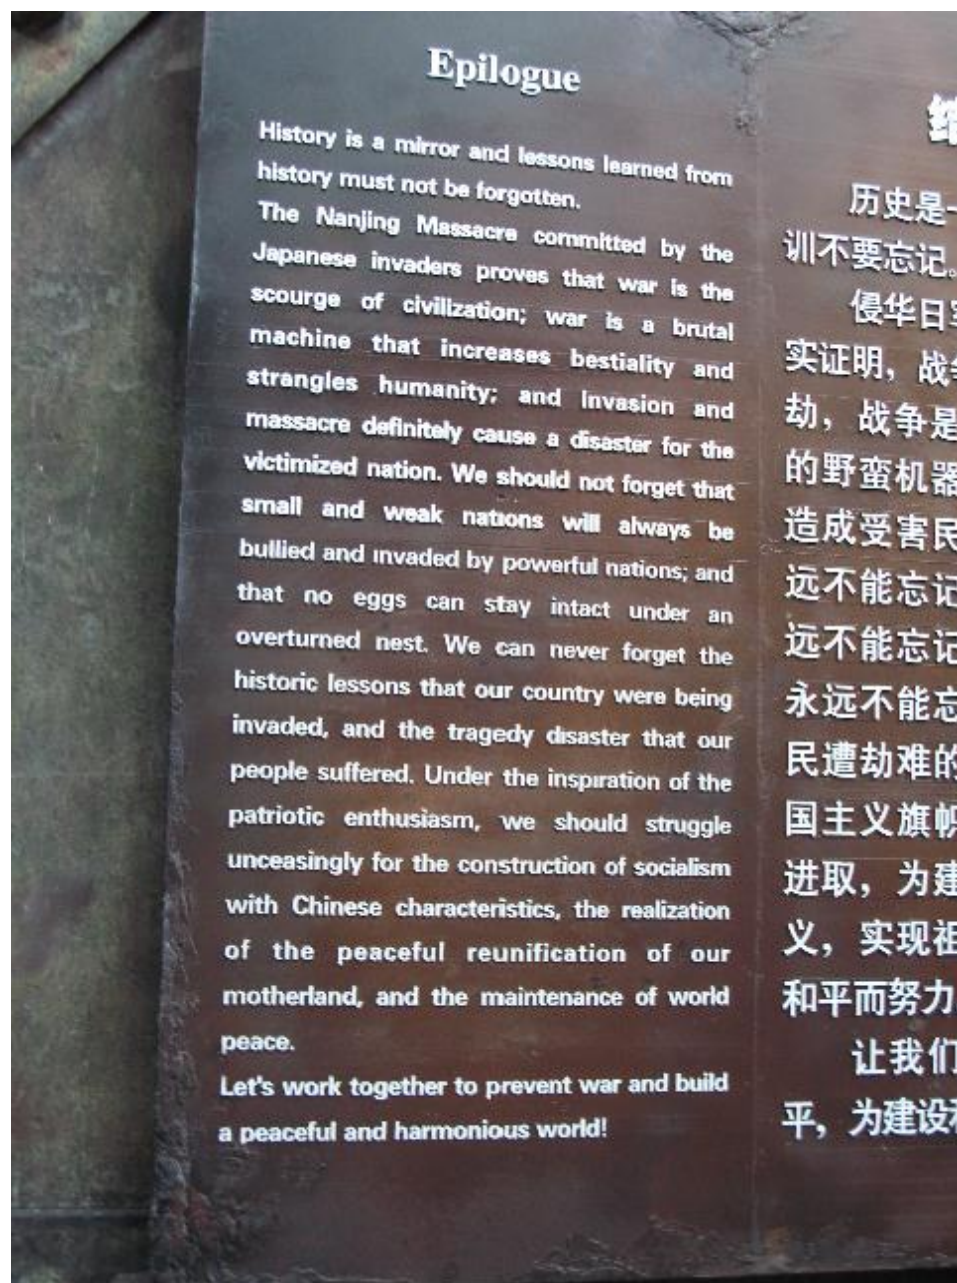 Epilogue
History is a mirror and lessons learned from
history must not be forgotten.
The Nanjing Massacre committed by the
Japanese invaders proves that war is the
scourge of civilization; war is a brutal
machine that increases bestiality and
strangles humanity; and invasion and
massacre definitely cause a disaster for the
victimized nation. We should not forget that
small and weak nations will always be
bullied and invaded by powerful nations; and
that no eggs can stay intact under an
overturned nest. We can never forget the
historic lessons that our country were being
invaded, and the tragedy disaster that our
people suffered. Under the inspiration of the
patriotic enthusiasm, we should struggle
unceasingly for the construction of socialism
with Chinese characteristics, the realization
of the peaceful reunification of our
motherland, and the maintenance of world
peace.
Let's work together to prevent war and build
a peaceful and harmonious world!
历史是一
训不要忘记。
侵华日
实证明，战争
劫，战争是
的野蛮机器
造成受害民
远不能忘记
远不能忘记
永远不能忘
民遭劫难的
国主义旗帜
进取，为建
义，实现祖
和平而努力
让我们
平，为建设和